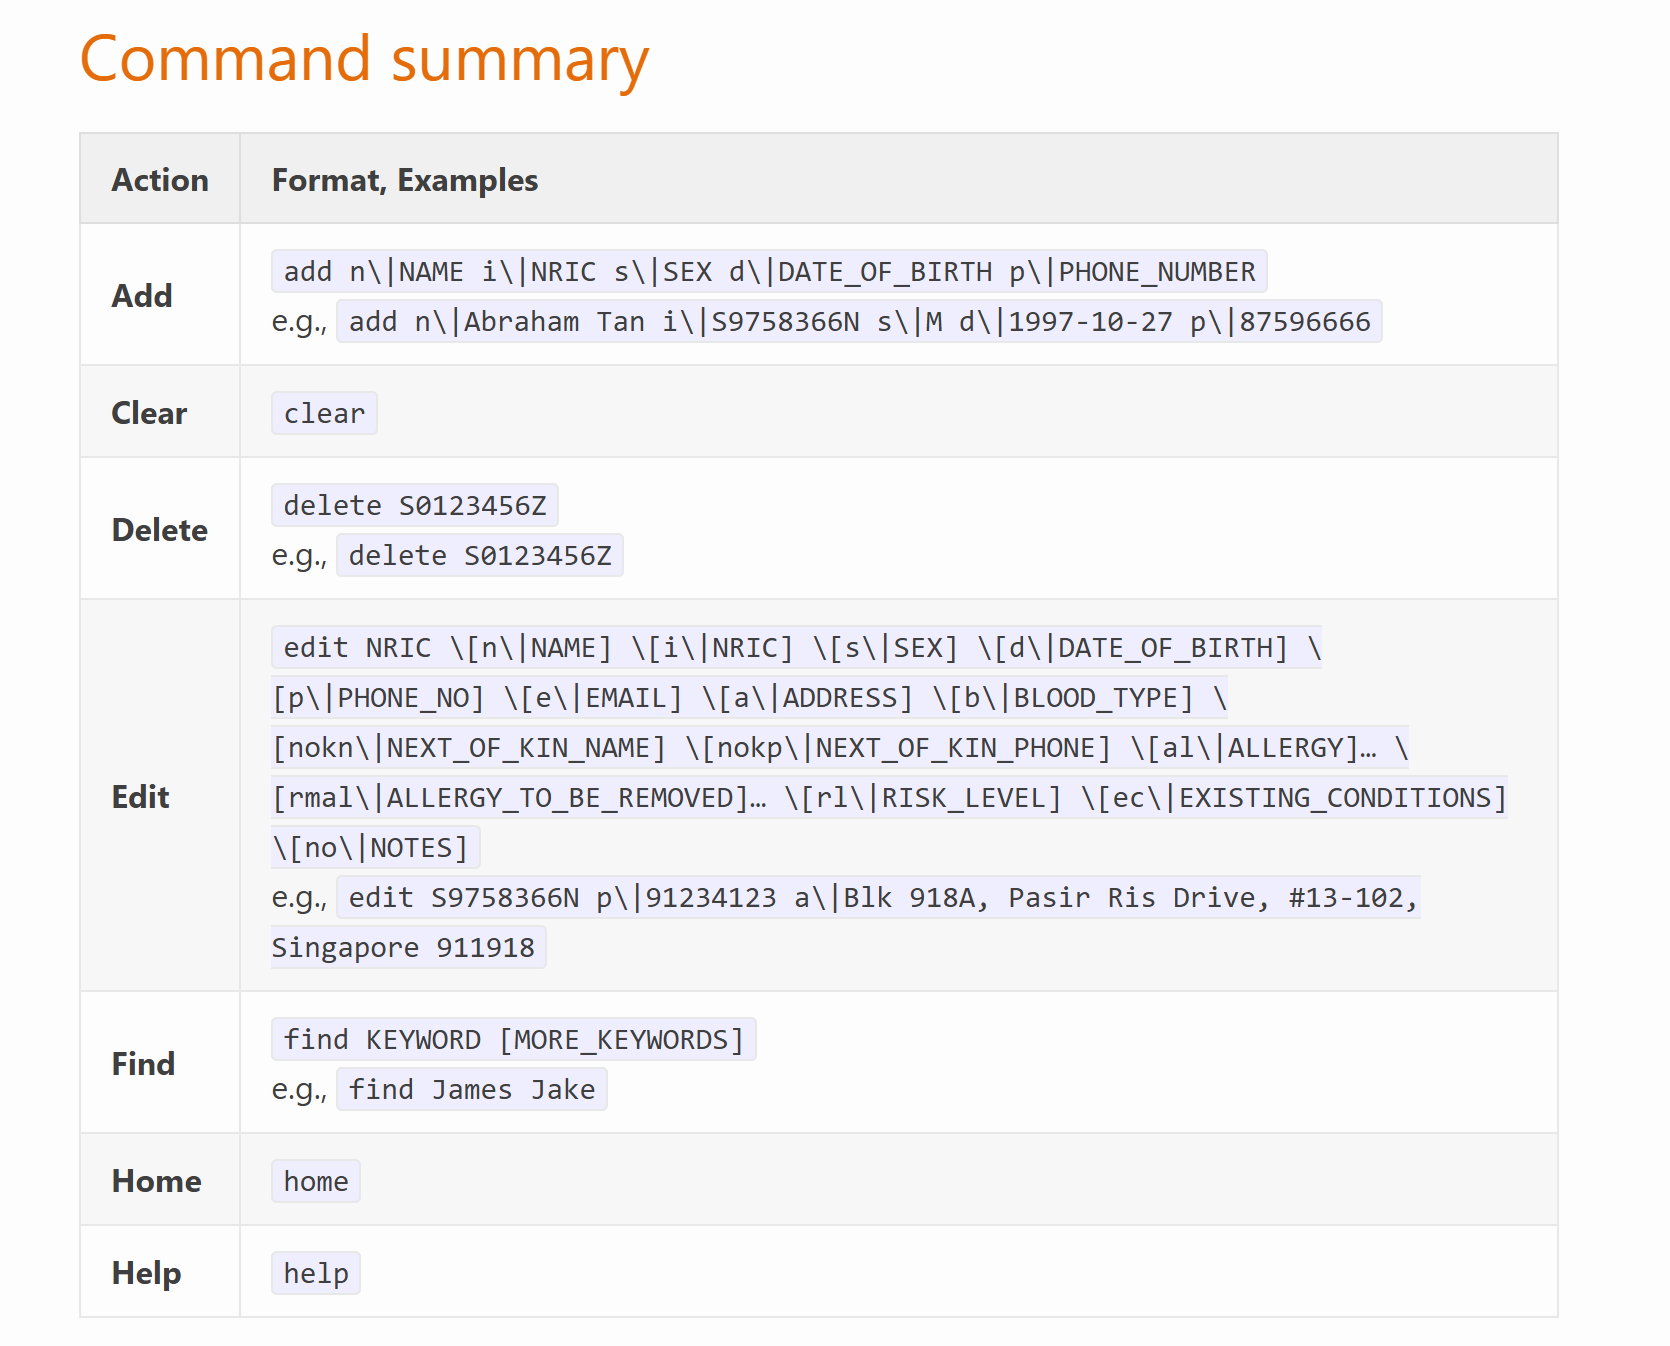 Command summary
Action Format, Examples
Add
add n\|NAME i\|NRIC s\|SEX d\|DATE_OF_BIRTH p\|PHONE_NUMBER
e.g., add n\|Abraham Tan i\|S9758366N s\|M d\|1997-10-27 p\|87596666
Clear
clear
Delete
delete S0123456Z
e.g., delete S0123456Z
Edit
edit NRIC \[n\|NAME] \[i\|NRIC] \[s\|SEX] \[d\|DATE_OF_BIRTH] \
[p\|PHONE_NO] \[e\|EMAIL] \[a\|ADDRESS] \[b\|BLOOD_TYPE] \
[nokn\|NEXT_OF_KIN_NAME] \[nokp\|NEXT_OF_KIN_PHONE] \[al\|ALLERGY]… \
[rmal\|ALLERGY_TO_BE_REMOVED]… \[rl\|RISK_LEVEL] \[ec\|EXISTING_CONDITIONS]
\[no\|NOTES]
e.g., edit S9758366N p\|91234123 a\|Blk 918A, Pasir Ris Drive, #13-102,
Singapore 911918
Find
find KEYWORD [MORE_KEYWORDS]
e.g., find James Jake
Home
home
Help
help